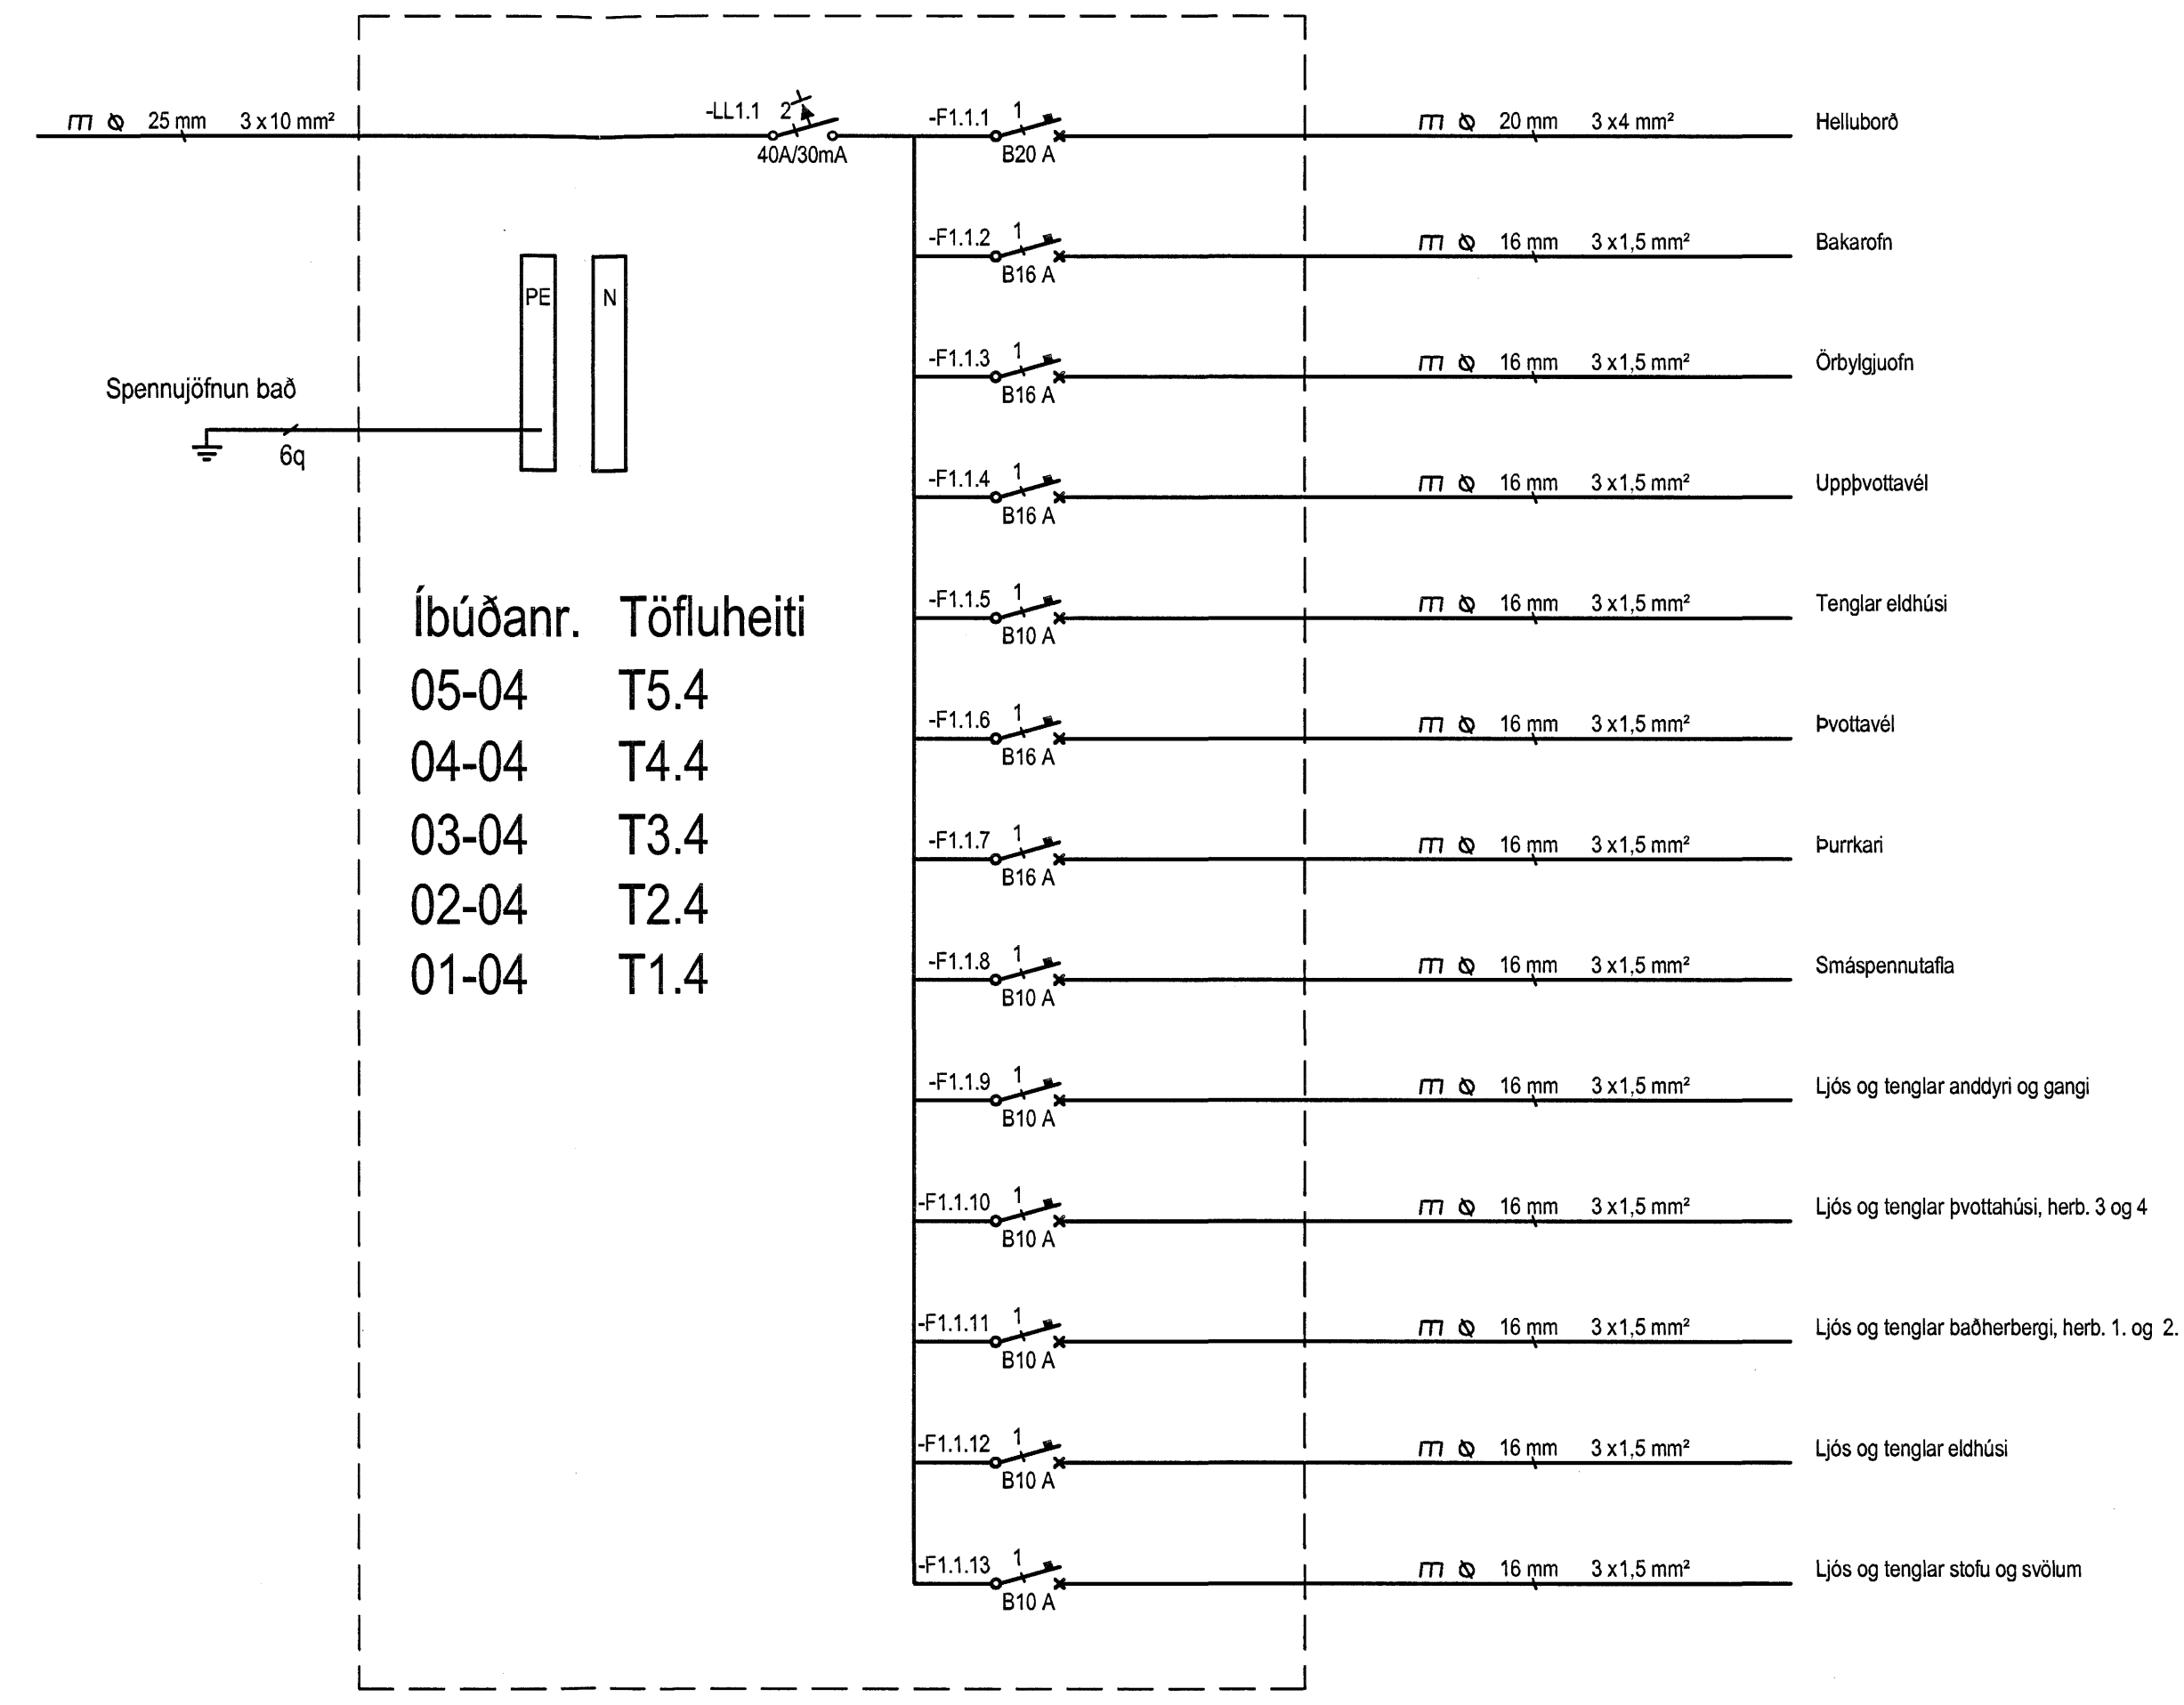 25 mm 3 x 10 mm²
-LL1.1 2
40A/30mA
-F1.1.1 1
B20 A
20 mm 3 x4 mm² Helluborð
-F1.1.2 1
B16 A
16 mm 3 x1,5 mm² Bakarofn
PE N
-F1.1.3 1
B16 A
16 mm 3 x1,5 mm² Örbylgjuofn
Spennujöfnun bað
6q
-F1.1.4 1
B16 A
16 mm 3 x1,5 mm² Uppþvottavél
Íbúðanr. Töfluheiti
05-04 T5.4
04-04 T4.4
03-04 T3.4
02-04 T2.4
01-04 T1.4
-F1.1.5 1
B10 A
16 mm 3 x1,5 mm² Tenglar eldhúsi
-F1.1.6 1
B16 A
16 mm 3 x1,5 mm² Þvottavél
-F1.1.7 1
B16 A
16 mm 3 x1,5 mm² Þurrkari
-F1.1.8 1
B10 A
16 mm 3 x1,5 mm² Smáspennutafla
-F1.1.9 1
B10 A
16 mm 3 x1,5 mm² Ljós og tenglar anddyri og gangi
-F1.1.10 1
B10 A
16 mm 3 x1,5 mm² Ljós og tenglar þvottahúsi, herb. 3 og 4
-F1.1.11 1
B10 A
16 mm 3 x1,5 mm² Ljós og tenglar baðherbergi, herb. 1. og 2.
-F1.1.12 1
B10 A
16 mm 3 x1,5 mm² Ljós og tenglar eldhúsi
-F1.1.13 1
B10 A
16 mm 3 x1,5 mm² Ljós og tenglar stofu og svölum